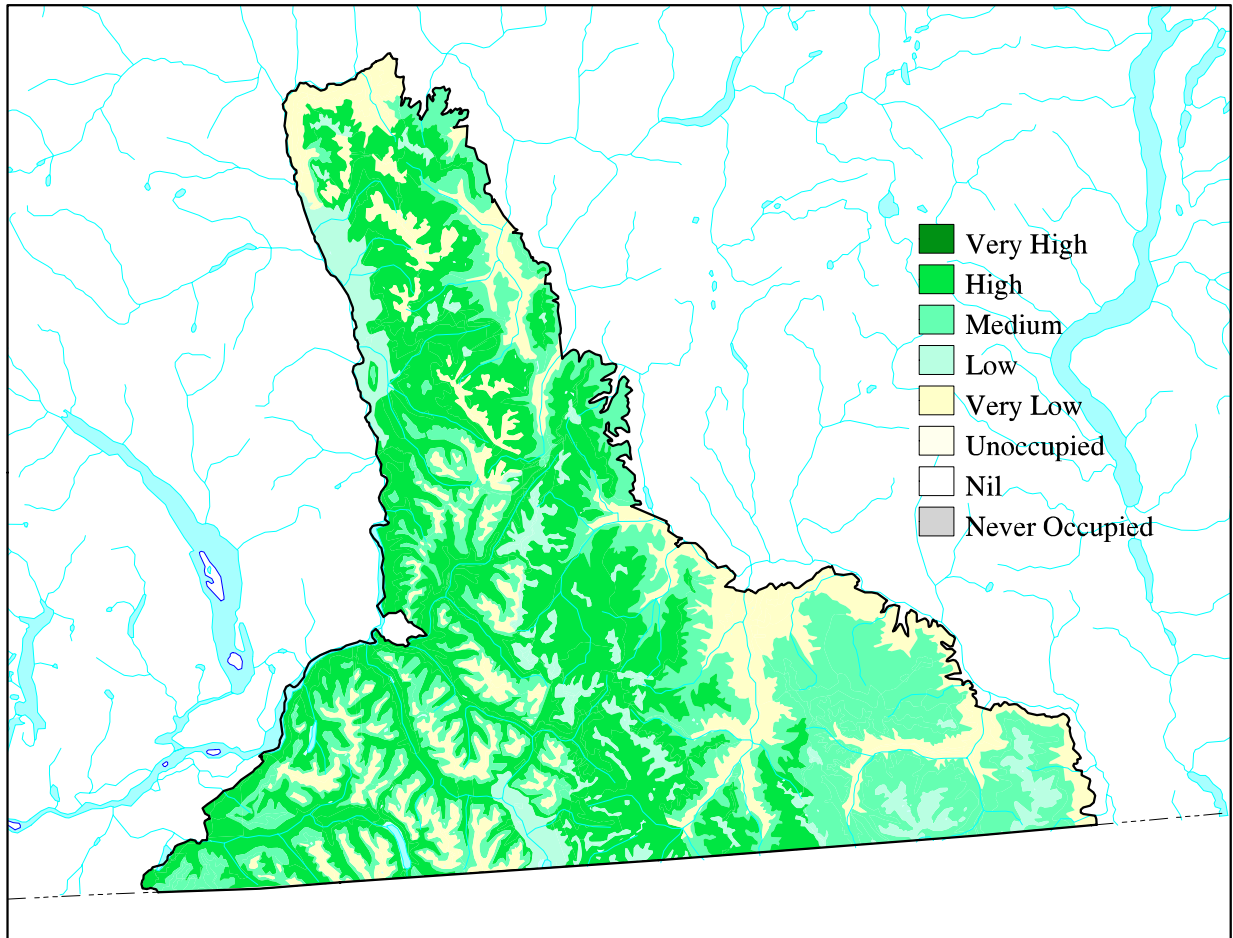 Very High
High
Medium
Low
Very Low
Unoccupied
Nil
Never Occupied